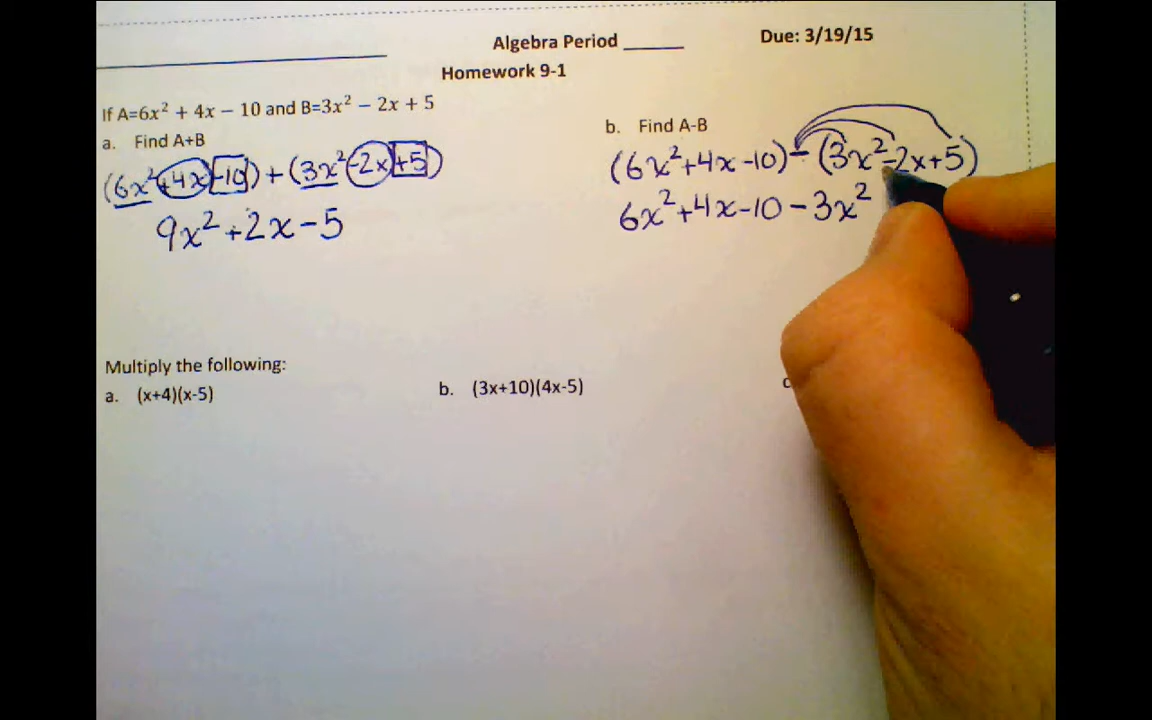 Algebra Period ______ Due: 3/19/15
Homework 9-1
If A=6x² + 4x − 10 and B=3x² − 2x + 5
a. Find A+B
(6x²+4x-10) + (3x²-2x+5)
9x²+2x-5
b. Find A-B
(6x²+4x-10) - (3x²-2x+5)
6x²+4x-10-3x²
Multiply the following:
a. (x+4)(x-5)
b. (3x+10)(4x-5)
c